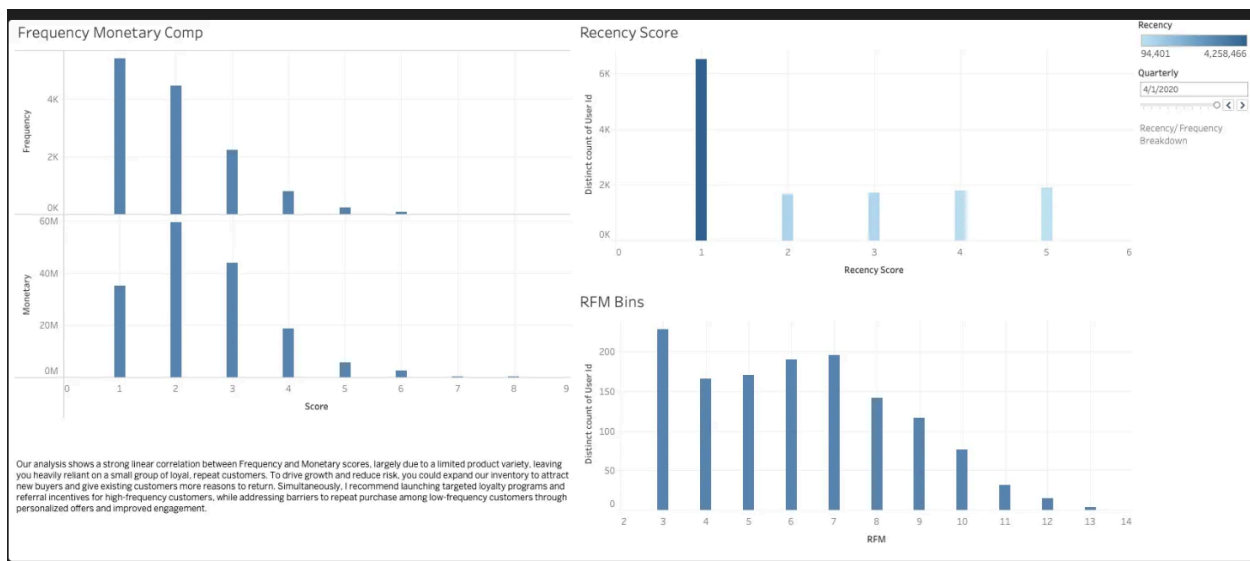 Frequency Monetary Comp
Frequency
4K
2K
0K
Monetary
60M
40M
20M
0M
0 1 2 3 4 5 6 7 8 9
Score
Our analysis shows a strong linear correlation between Frequency and Monetary scores, largely due to a limited product variety, leaving
you heavily reliant on a small group of loyal, repeat customers. To drive growth and reduce risk, you could expand our inventory to attract
new buyers and give existing customers more reasons to return. Simultaneously, I recommend launching targeted loyalty programs and
referral incentives for high-frequency customers, while addressing barriers to repeat purchase among low-frequency customers through
personalized offers and improved engagement.
Recency Score
Distinct count of User Id
6K
4K
2K
0K
0 1 2 3 4 5 6
Recency Score
RFM Bins
Distinct count of User Id
200
150
100
50
0
2 3 4 5 6 7 8 9 10 11 12 13 14
RFM
Recency
94,401 4,258,466
Quarterly
4/1/2020
Recency/ Frequency
Breakdown